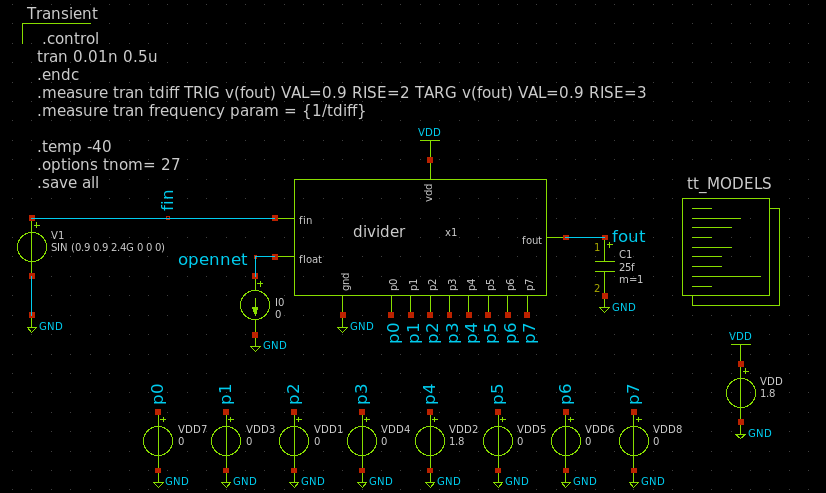 Transient
.control
tran 0.01n 0.5u
.endc
.measure tran tdiff TRIG v(fout) VAL=0.9 RISE=2 TARG v(fout) VAL=0.9 RISE=3
.measure tran frequency param = {1/tdiff}
.temp -40
.options tnom= 27
.save all
VDD
vdd
tt_MODELS
fin
V1
SIN (0.9 0.9 2.4G 0 0 0)
GND
fin
divider
x1
fout
float
gnd
p0
p1
p2
p3
p4
p5
p6
p7
opennet
I0
0
GND
GND
p0
p1
p2
p3
p4
p5
p6
p7
fout
1
C1
25f
m=1
2
GND
VDD
VDD
1.8
GND
p0
VDD7
0
GND
p1
VDD3
0
GND
p2
VDD1
0
GND
p3
VDD4
0
GND
p4
VDD2
1.8
GND
p5
VDD5
0
GND
p6
VDD6
0
GND
p7
VDD8
0
GND